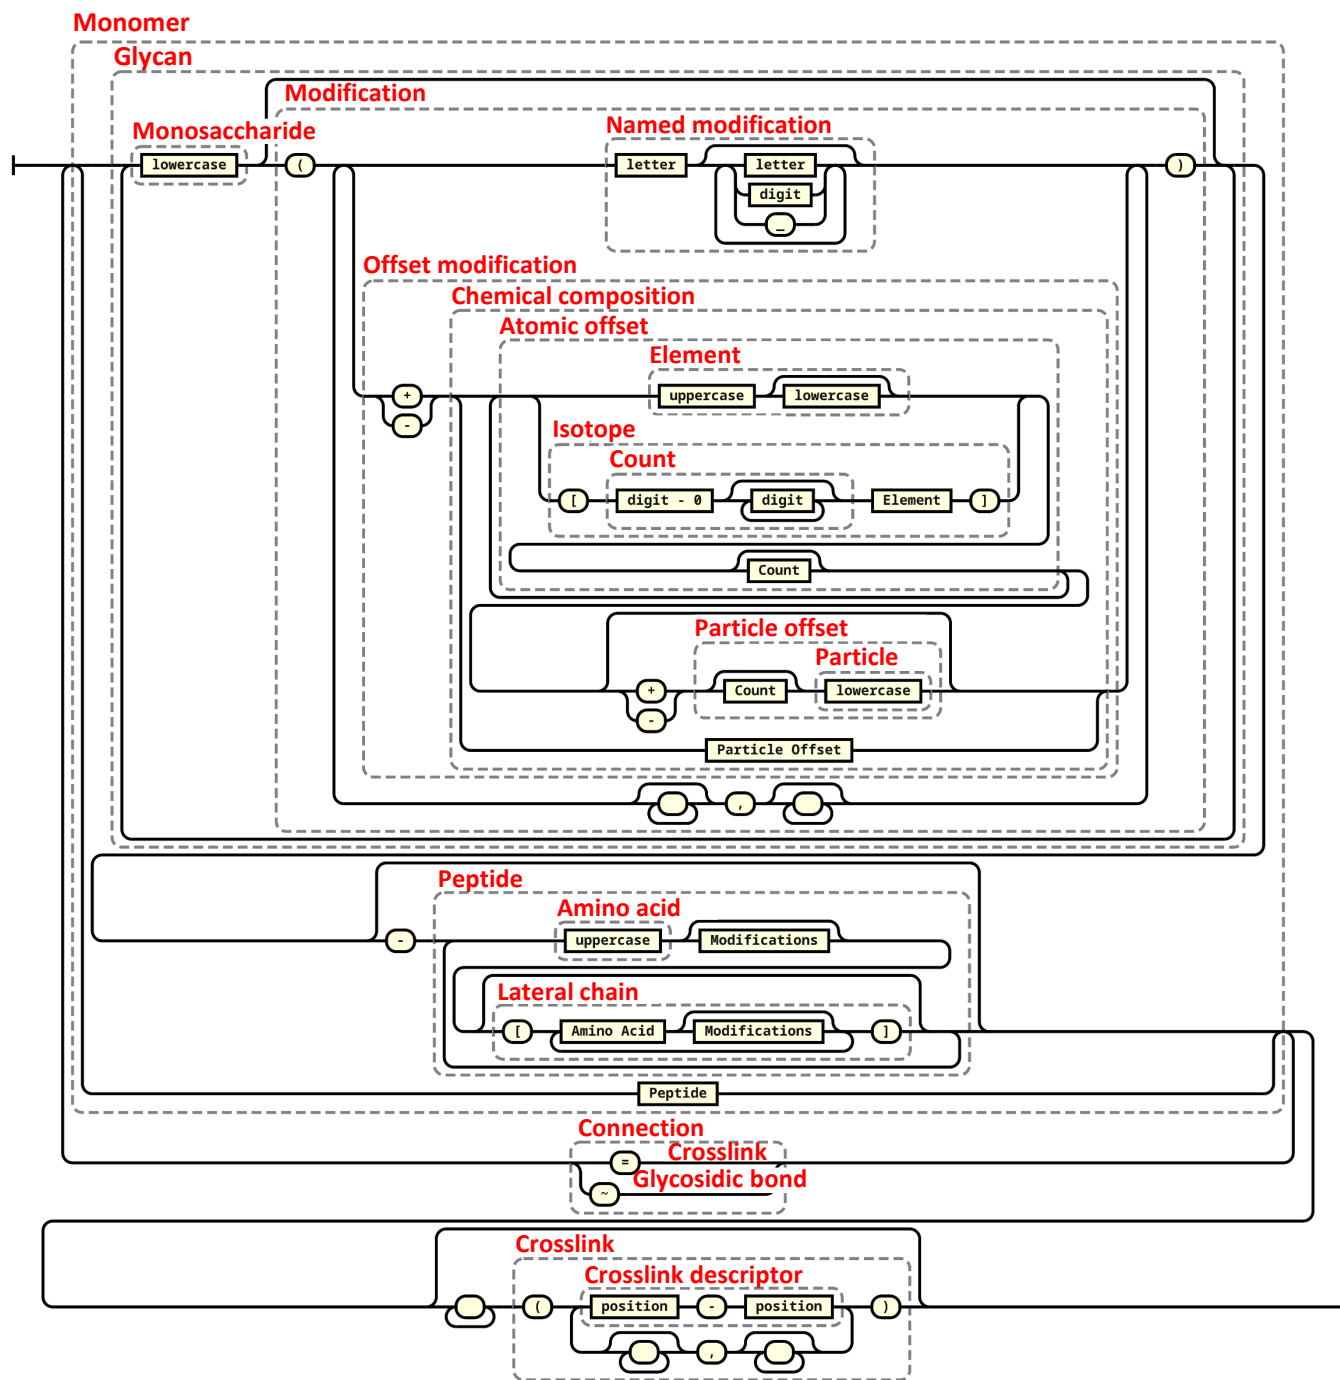 Monomer
Glycan
Modification
Monosaccharide
Named modification
lowercase
(
letter
letter
)
digit
_
Offset modification
Chemical composition
Atomic offset
Element
+
uppercase
lowercase
-
Isotope
Count
[
digit - 0
digit
Element
]
Count
Particle offset
Particle
+
Count
lowercase
-
Particle Offset
,
Peptide
Amino acid
-
uppercase
Modifications
Lateral chain
[
Amino Acid
Modifications
]
Peptide
Connection
Crosslink
=
Glycosidic bond
~
Crosslink
Crosslink descriptor
(
position
-
position
)
,